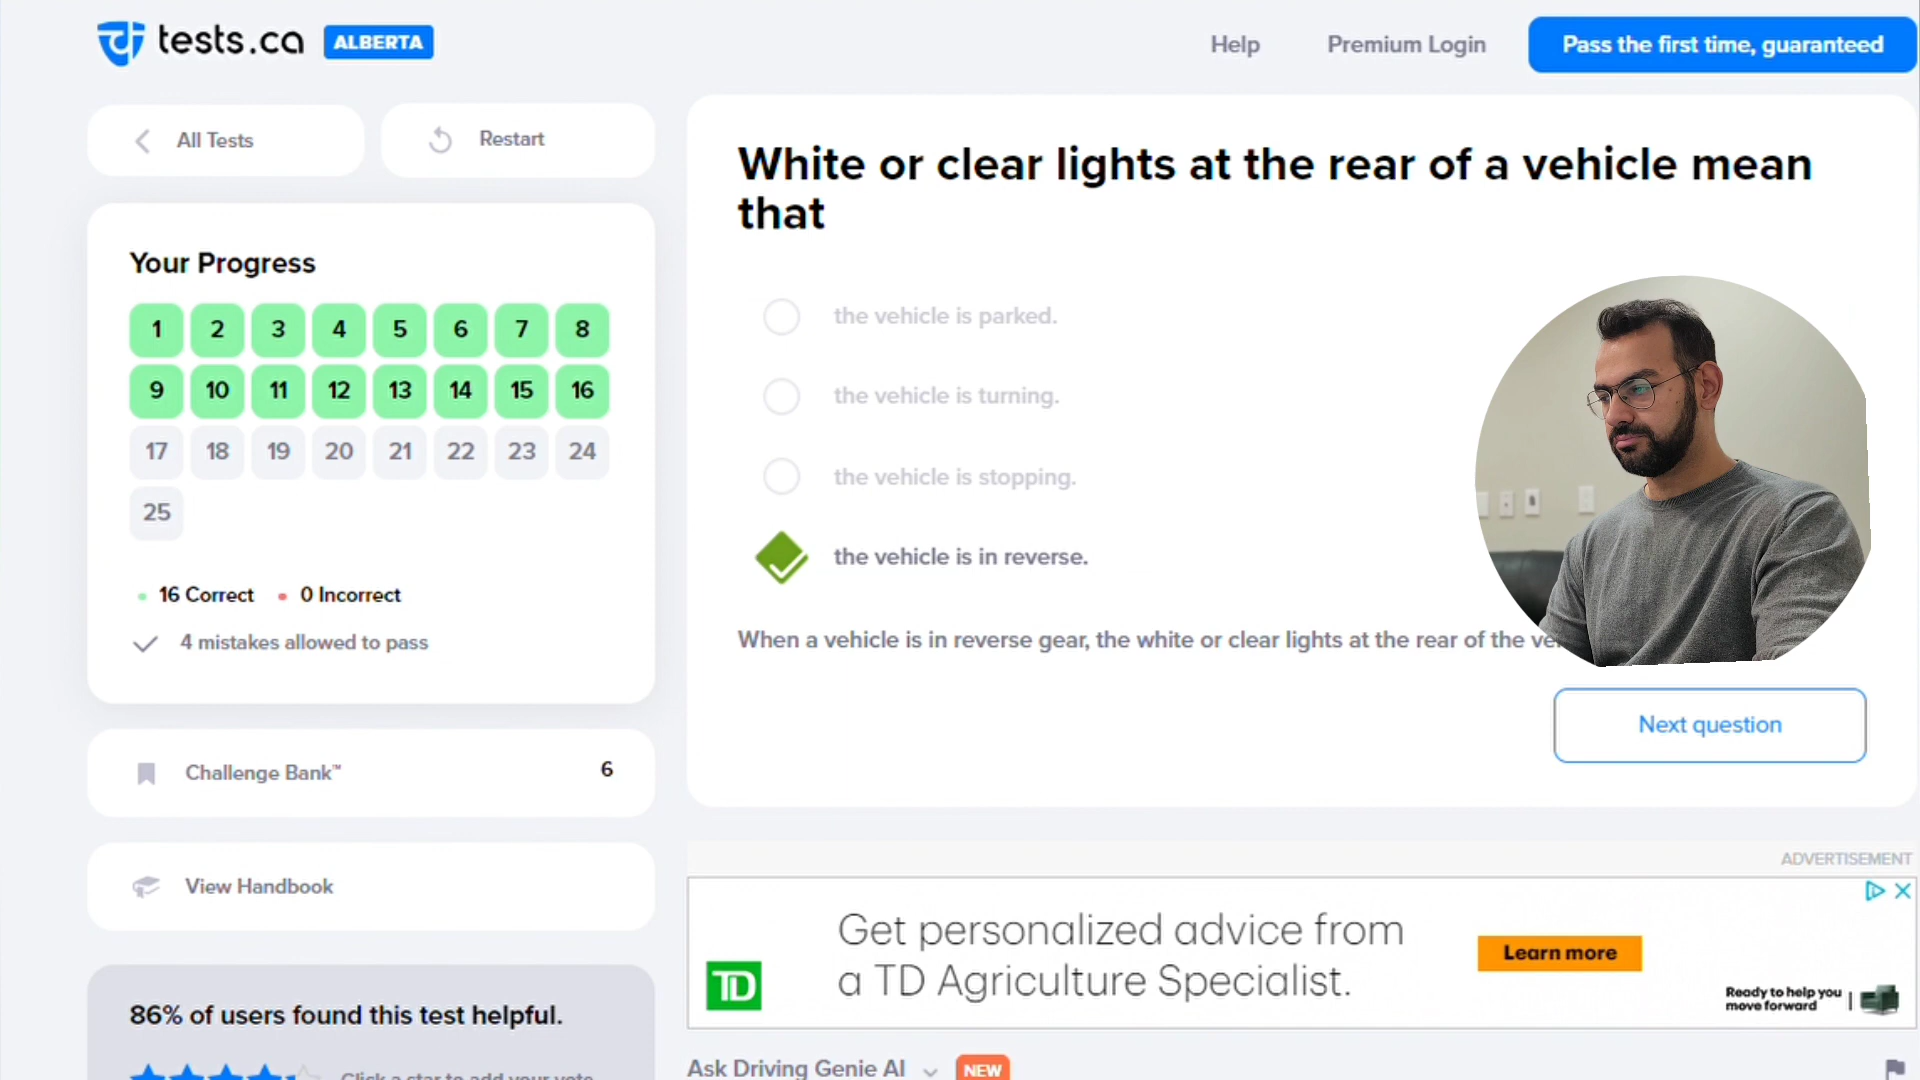 tests.ca ALBERTA
Help
Premium Login
Pass the first time, guaranteed
All Tests
Restart
Your Progress
1 2 3 4 5 6 7 8
9 10 11 12 13 14 15 16
17 18 19 20 21 22 23 24
25
16 Correct 0 Incorrect
4 mistakes allowed to pass
Challenge Bank™ 6
View Handbook
86% of users found this test helpful.
Click a star to add your vote
White or clear lights at the rear of a vehicle mean
that
the vehicle is parked.
the vehicle is turning.
the vehicle is stopping.
the vehicle is in reverse.
When a vehicle is in reverse gear, the white or clear lights at the rear of the
Next question
ADVERTISEMENT
Get personalized advice from
a TD Agriculture Specialist.
TD
Learn more
Ready to help you
move forward
Ask Driving Genie AI NEW